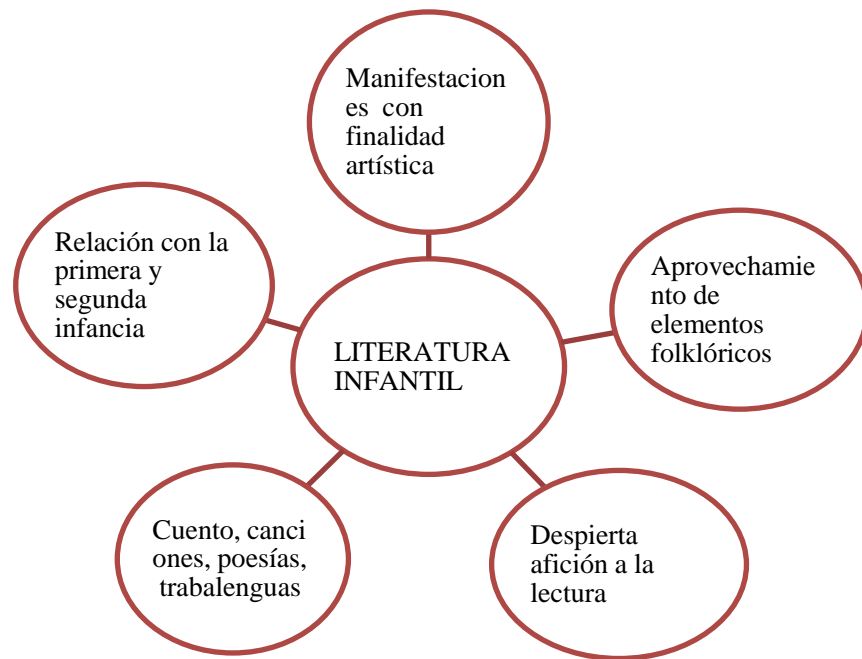 Manifestacion
es con
finalidad
artística
Relación con la
primera y
segunda
infancia
Aprovechamie
nto de
elementos
folklóricos
LITERATURA
INFANTIL
Cuento, canci
ones, poesías,
trabalenguas
Despierta
afición a la
lectura